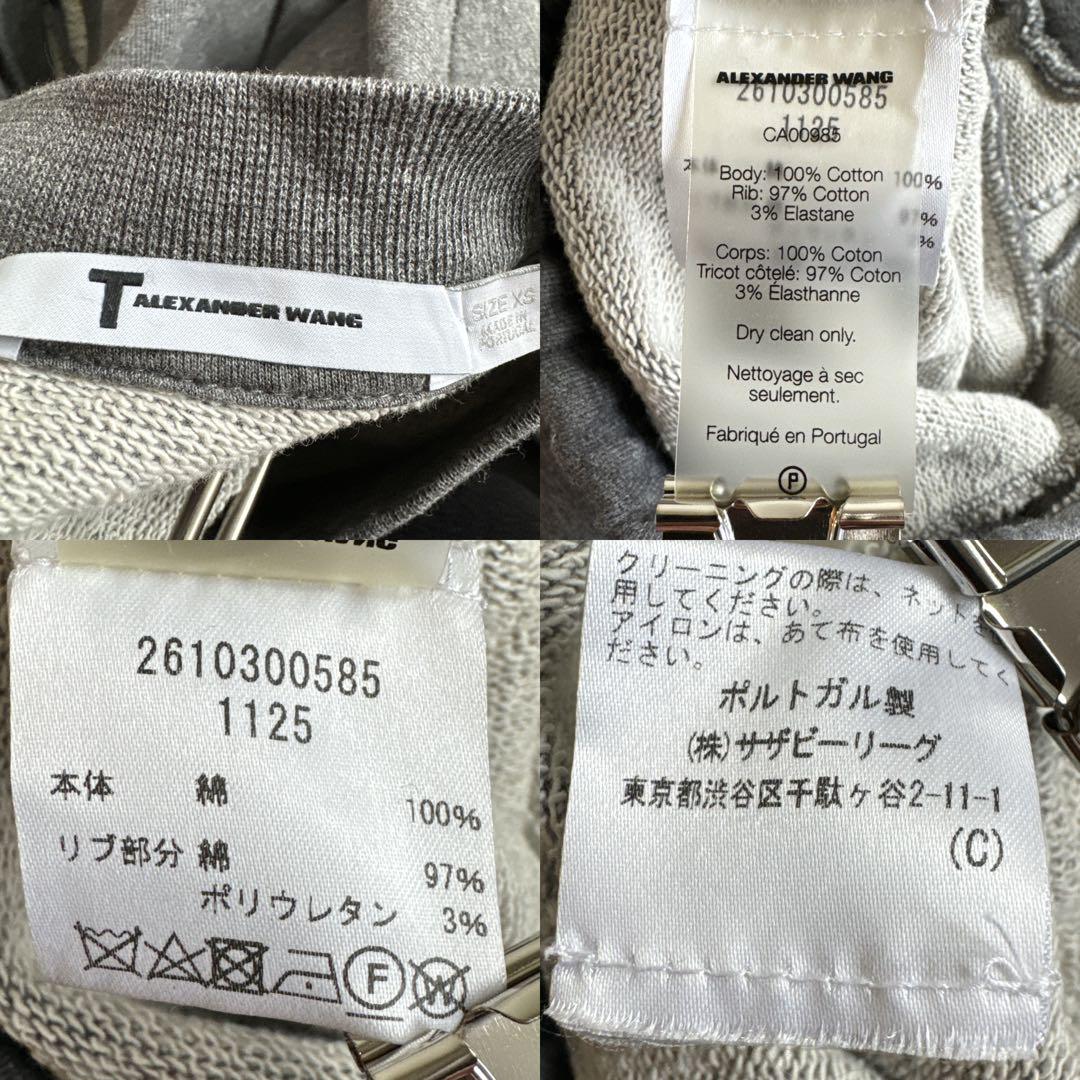 T ALEXANDER WANG
SIZE XS
MADE IN
PORTUGAL
ALEXANDER WANG
2610300585
1125
CA00985
Body: 100% Cotton
Rib: 97% Cotton
3% Elastane
100%
97%
%
Corps: 100% Coton
Tricot côtelé: 97% Coton
3% Élasthanne
Dry clean only.
Nettoyage à sec
seulement.
Fabriqué en Portugal
P
2610300585
1125
本体 綿 100%
リブ部分 綿 97%
ポリウレタン 3%
F
W
クリーニングの際は、ネットを
用してください。
アイロンは、あて布を使用してく
ださい。
ポルトガル製
(株)サザビーリーグ
東京都渋谷区千駄ヶ谷2-11-1
(C)